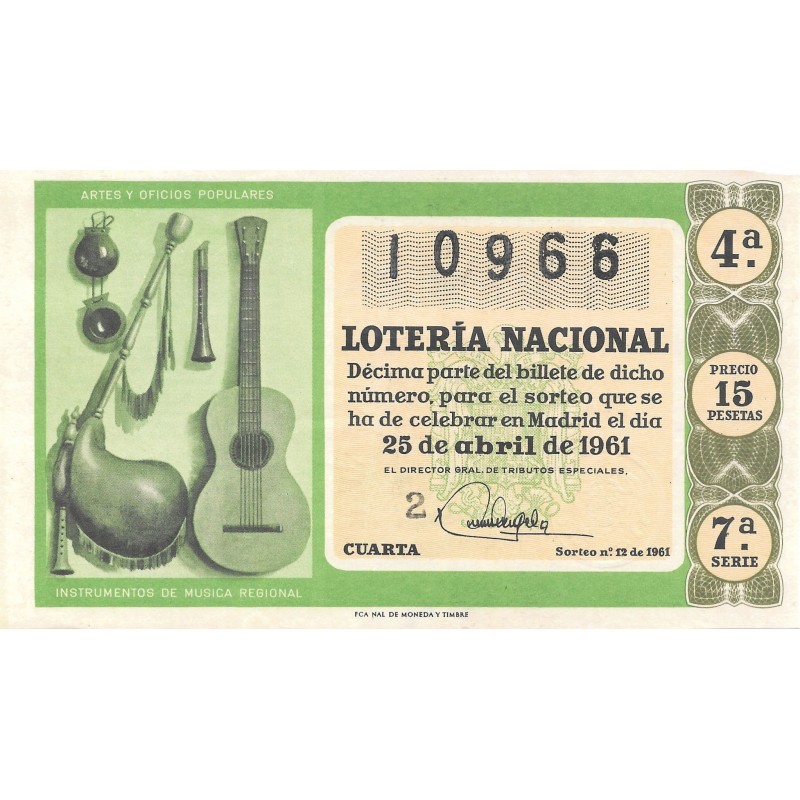 ARTES Y OFICIOS POPULARES
INSTRUMENTOS DE MUSICA REGIONAL
10966
LOTERÍA NACIONAL
Décima parte del billete de dicho
número, para el sorteo que se
ha de celebrar en Madrid el día
25 de abril de 1961
EL DIRECTOR GRAL. DE TRIBUTOS ESPECIALES,
2
CUARTA
Sorteo n.º 12 de 1961
4ª
PRECIO
15
PESETAS
7ª
SERIE
FCA NAL DE MONEDA Y TIMBRE